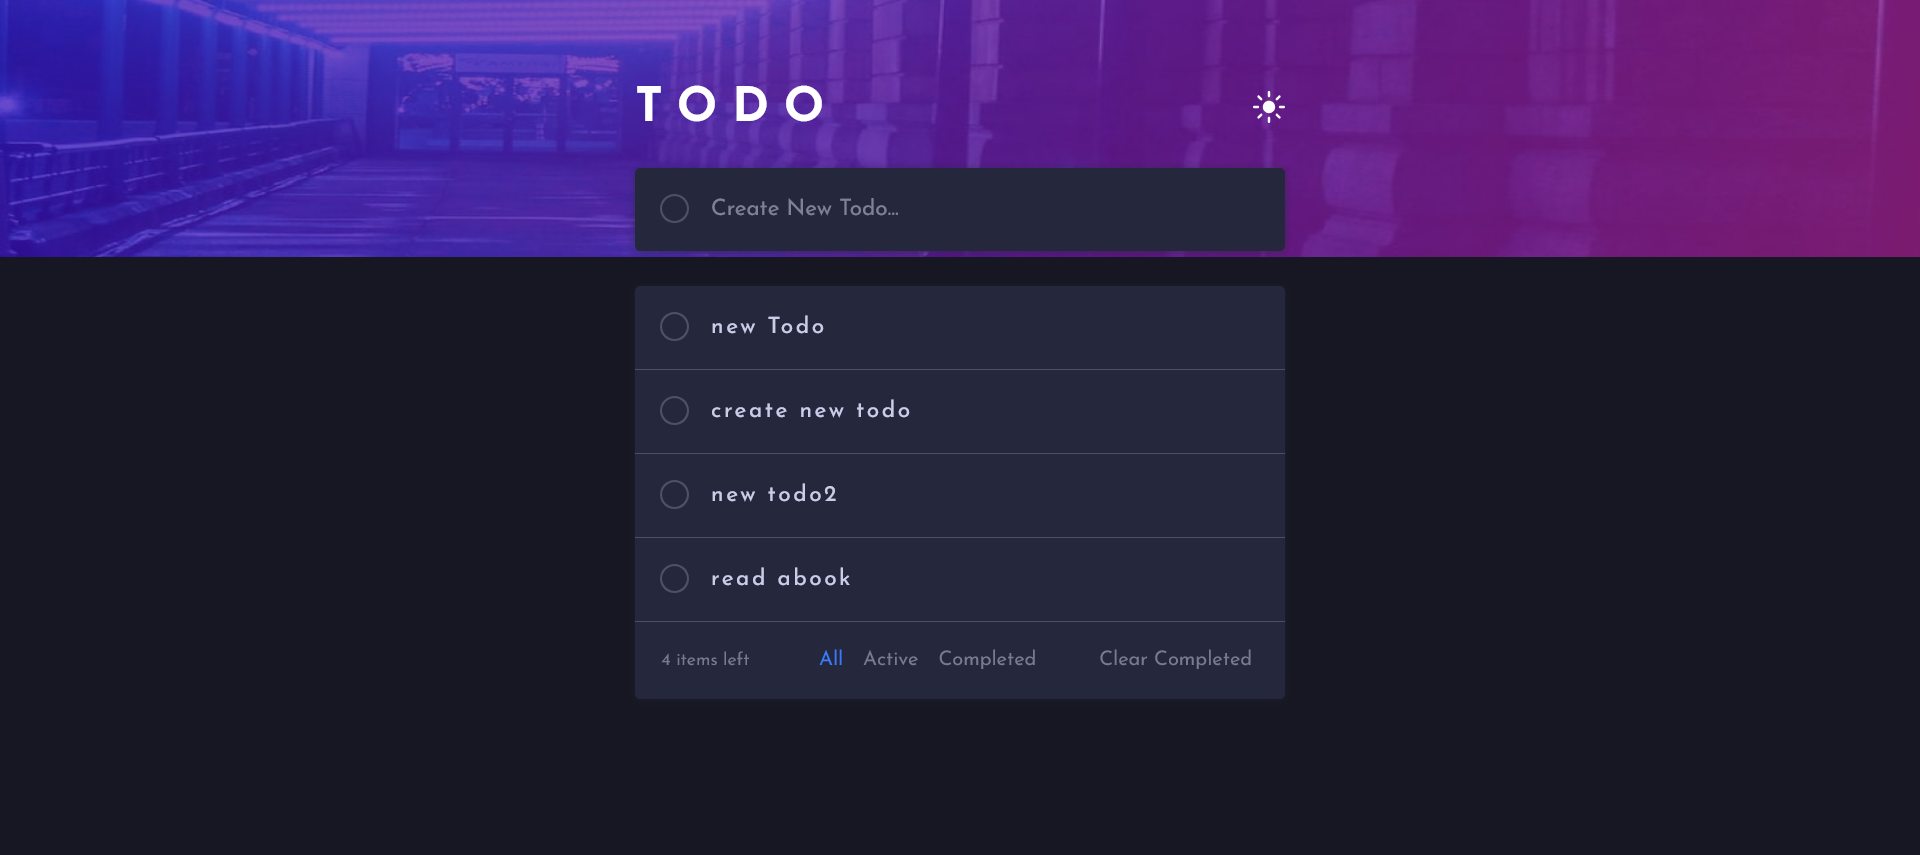 TODO
Create New Todo...
new Todo
create new todo
new todo2
read abook
4 items left All Active Completed Clear Completed